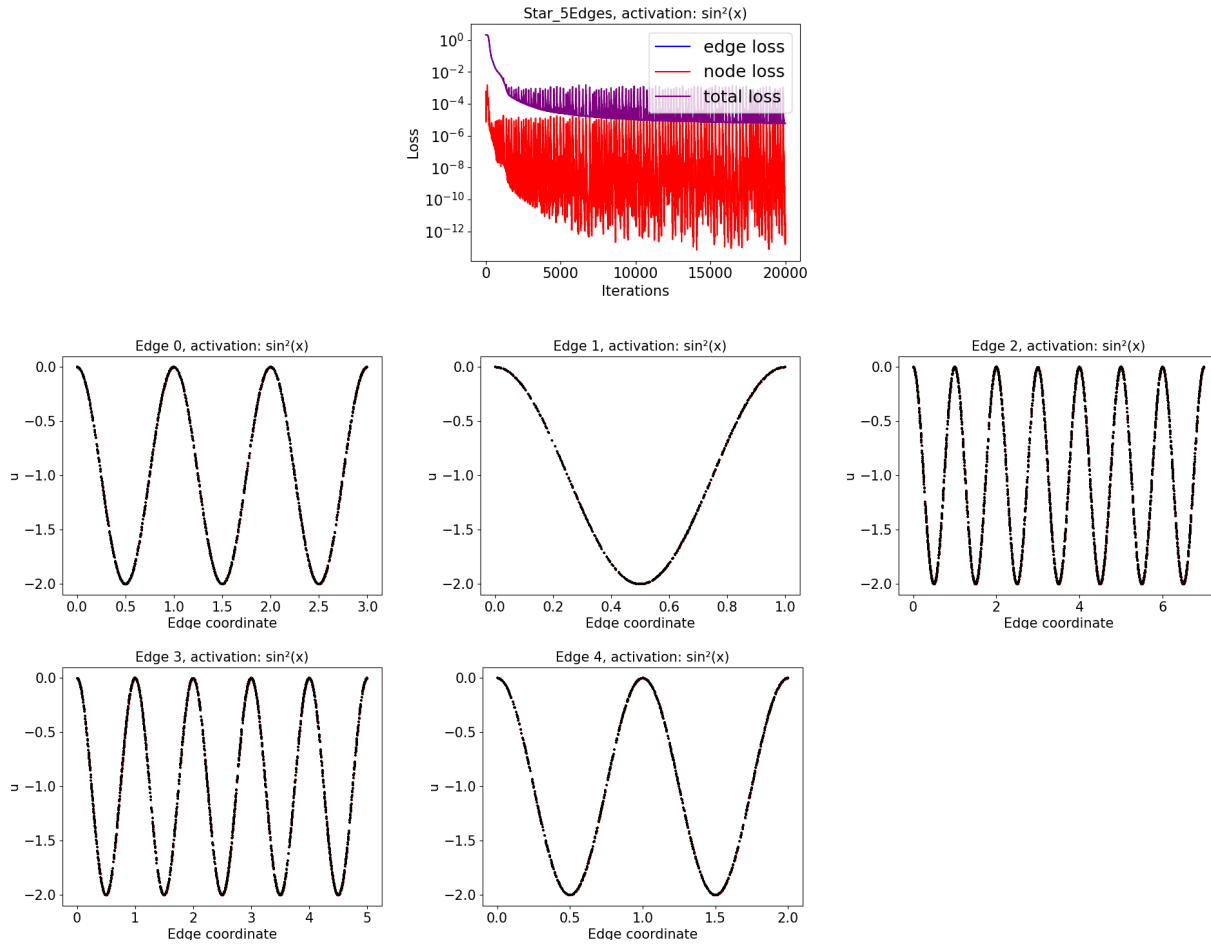 Star_5Edges, activation: sin²(x)
10⁰
10⁻²
10⁻⁴
10⁻⁶
10⁻⁸
10⁻¹⁰
10⁻¹²
Loss
edge loss
node loss
total loss
0 5000 10000 15000 20000
Iterations
Edge 0, activation: sin²(x)
0.0
−0.5
−1.0
−1.5
−2.0
u
0.0 0.5 1.0 1.5 2.0 2.5 3.0
Edge coordinate
Edge 1, activation: sin²(x)
0.0
−0.5
−1.0
−1.5
−2.0
u
0.0 0.2 0.4 0.6 0.8 1.0
Edge coordinate
Edge 2, activation: sin²(x)
0.0
−0.5
−1.0
−1.5
−2.0
u
0 2 4 6
Edge coordinate
Edge 3, activation: sin²(x)
0.0
−0.5
−1.0
−1.5
−2.0
u
0 1 2 3 4 5
Edge coordinate
Edge 4, activation: sin²(x)
0.0
−0.5
−1.0
−1.5
−2.0
u
0.0 0.5 1.0 1.5 2.0
Edge coordinate